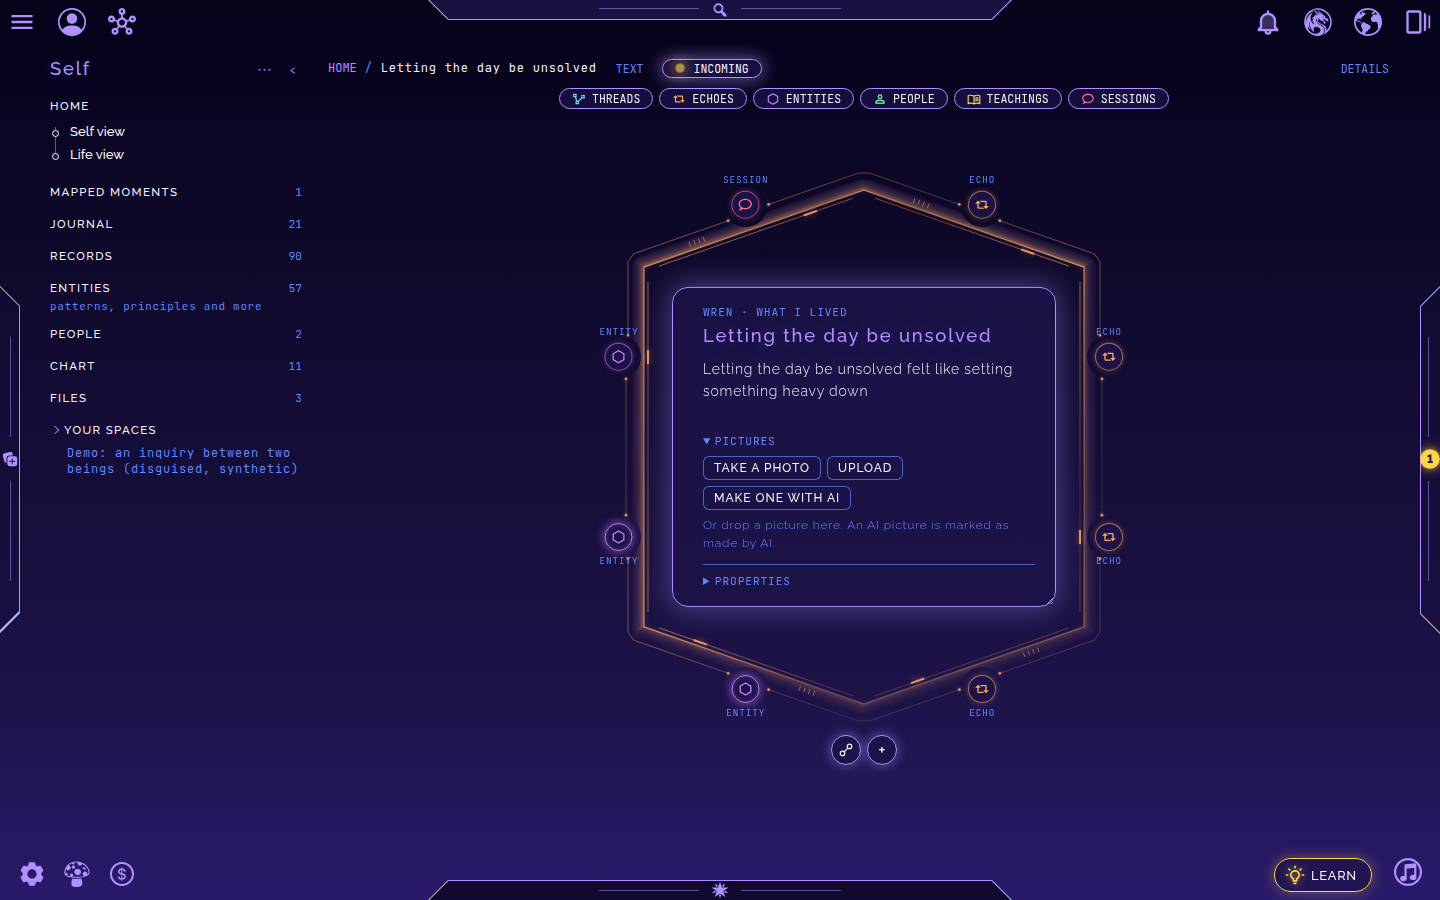 Self
...
<
HOME / Letting the day be unsolved
TEXT
INCOMING
DETAILS
THREADS
ECHOES
ENTITIES
PEOPLE
TEACHINGS
SESSIONS
HOME
Self view
Life view
MAPPED MOMENTS 1
JOURNAL 21
RECORDS 90
ENTITIES 57
patterns, principles and more
PEOPLE 2
CHART 11
FILES 3
YOUR SPACES
Demo: an inquiry between two
beings (disguised, synthetic)
SESSION
ECHO
ENTITY
ECHO
WREN · WHAT I LIVED
Letting the day be unsolved
Letting the day be unsolved felt like setting
something heavy down
PICTURES
TAKE A PHOTO
UPLOAD
MAKE ONE WITH AI
Or drop a picture here. An AI picture is marked as
made by AI.
PROPERTIES
ENTITY
ECHO
ENTITY
ECHO
+
1
$
LEARN